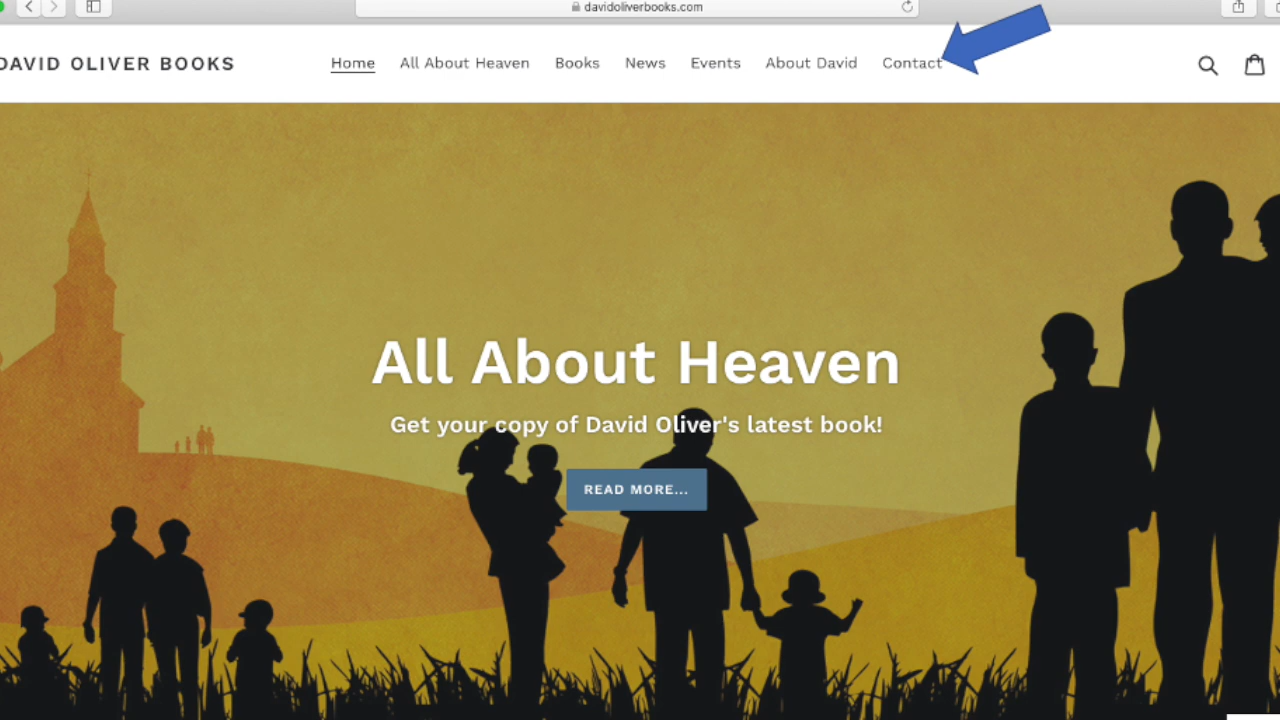 davidoliverbooks.com
DAVID OLIVER BOOKS Home All About Heaven Books News Events About David Contact
All About Heaven
Get your copy of David Oliver's latest book!
READ MORE...